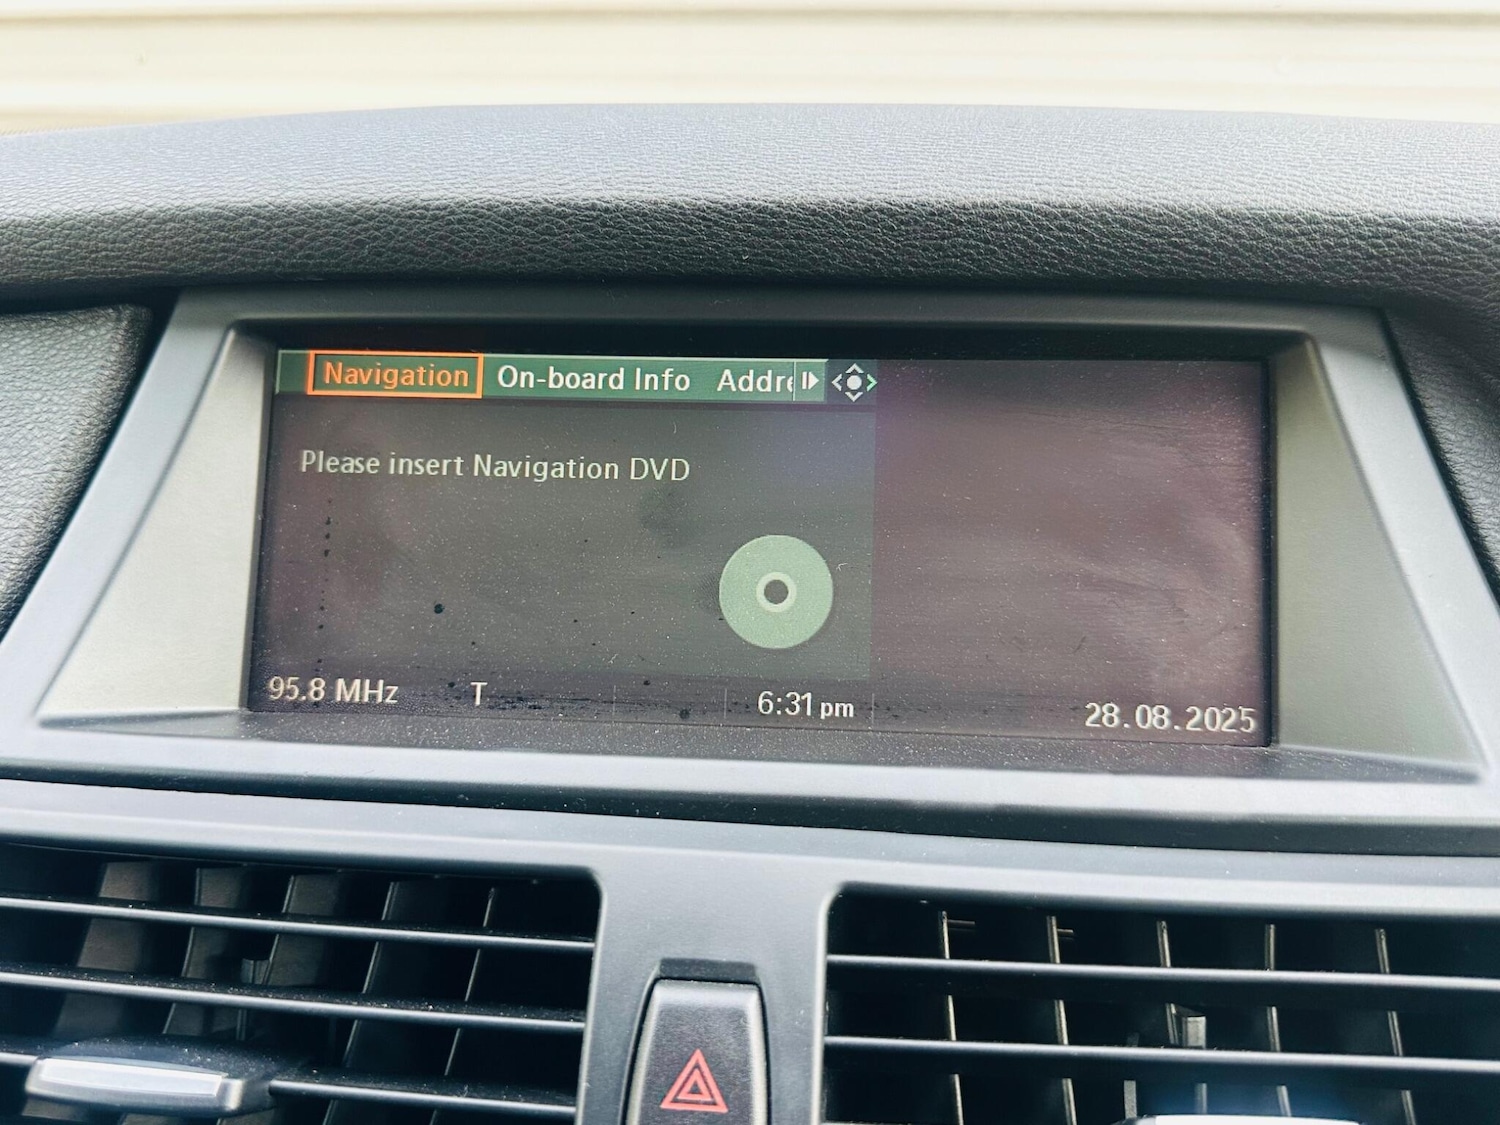 Navigation On-board Info Addre
Please insert Navigation DVD
95.8 MHz T 6:31 pm 28.08.2025